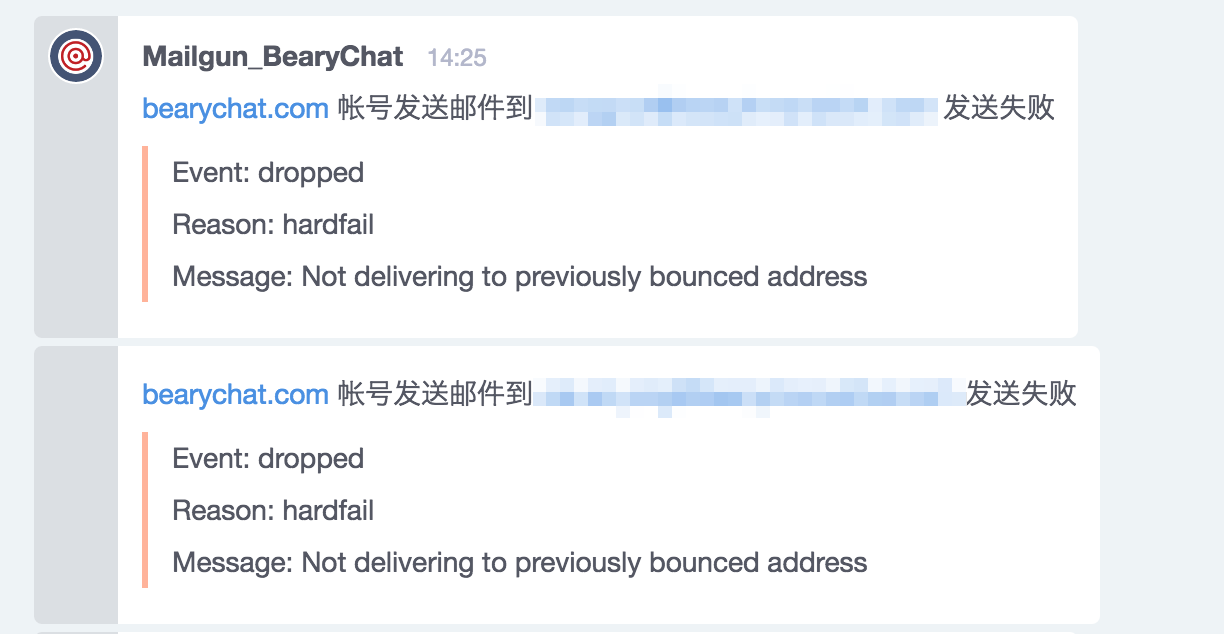 Mailgun_BearyChat 14:25
bearychat.com 帐号发送邮件到 发送失败
Event: dropped
Reason: hardfail
Message: Not delivering to previously bounced address
bearychat.com 帐号发送邮件到 发送失败
Event: dropped
Reason: hardfail
Message: Not delivering to previously bounced address